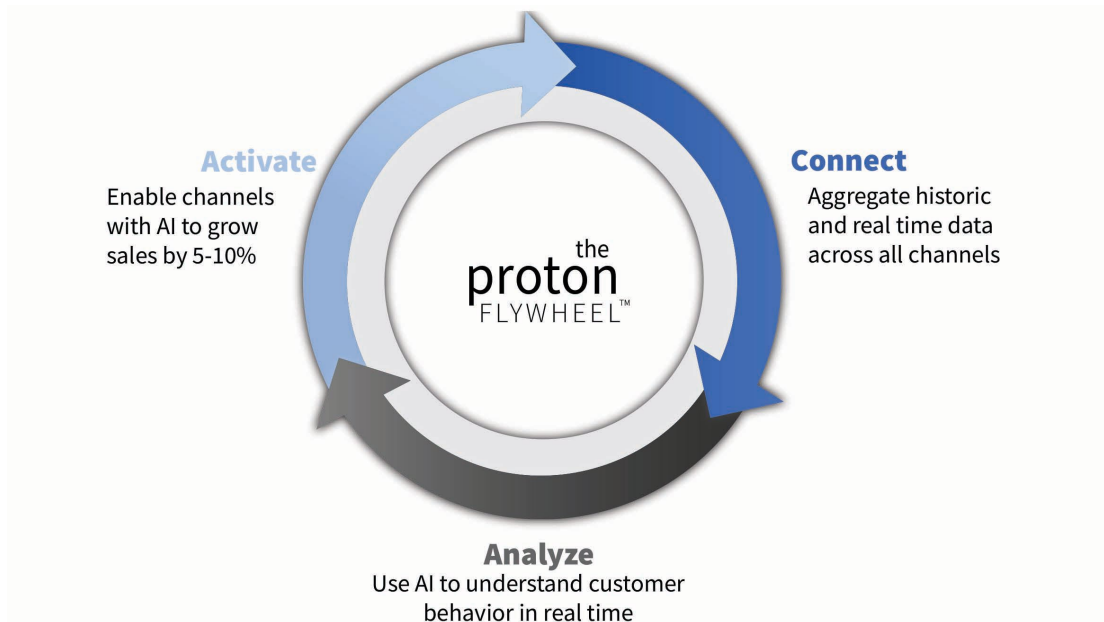 Activate
Enable channels
with AI to grow
sales by 5-10%
Connect
Aggregate historic
and real time data
across all channels
the
proton
FLYWHEEL™
Analyze
Use AI to understand customer
behavior in real time